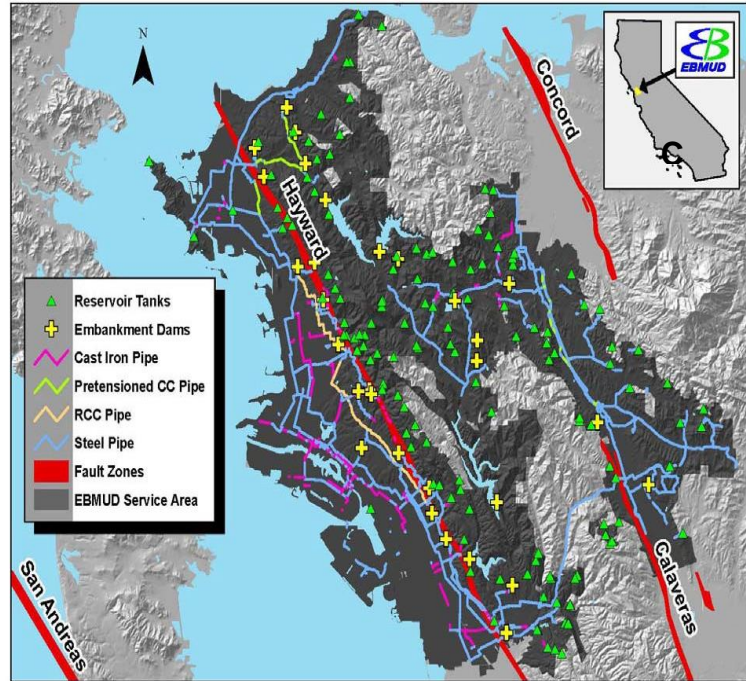 N
Concord
EBMUD
C
Hayward
Reservoir Tanks
Embankment Dams
Cast Iron Pipe
Pretensioned CC Pipe
RCC Pipe
Steel Pipe
Fault Zones
EBMUD Service Area
San Andreas
Calaveras